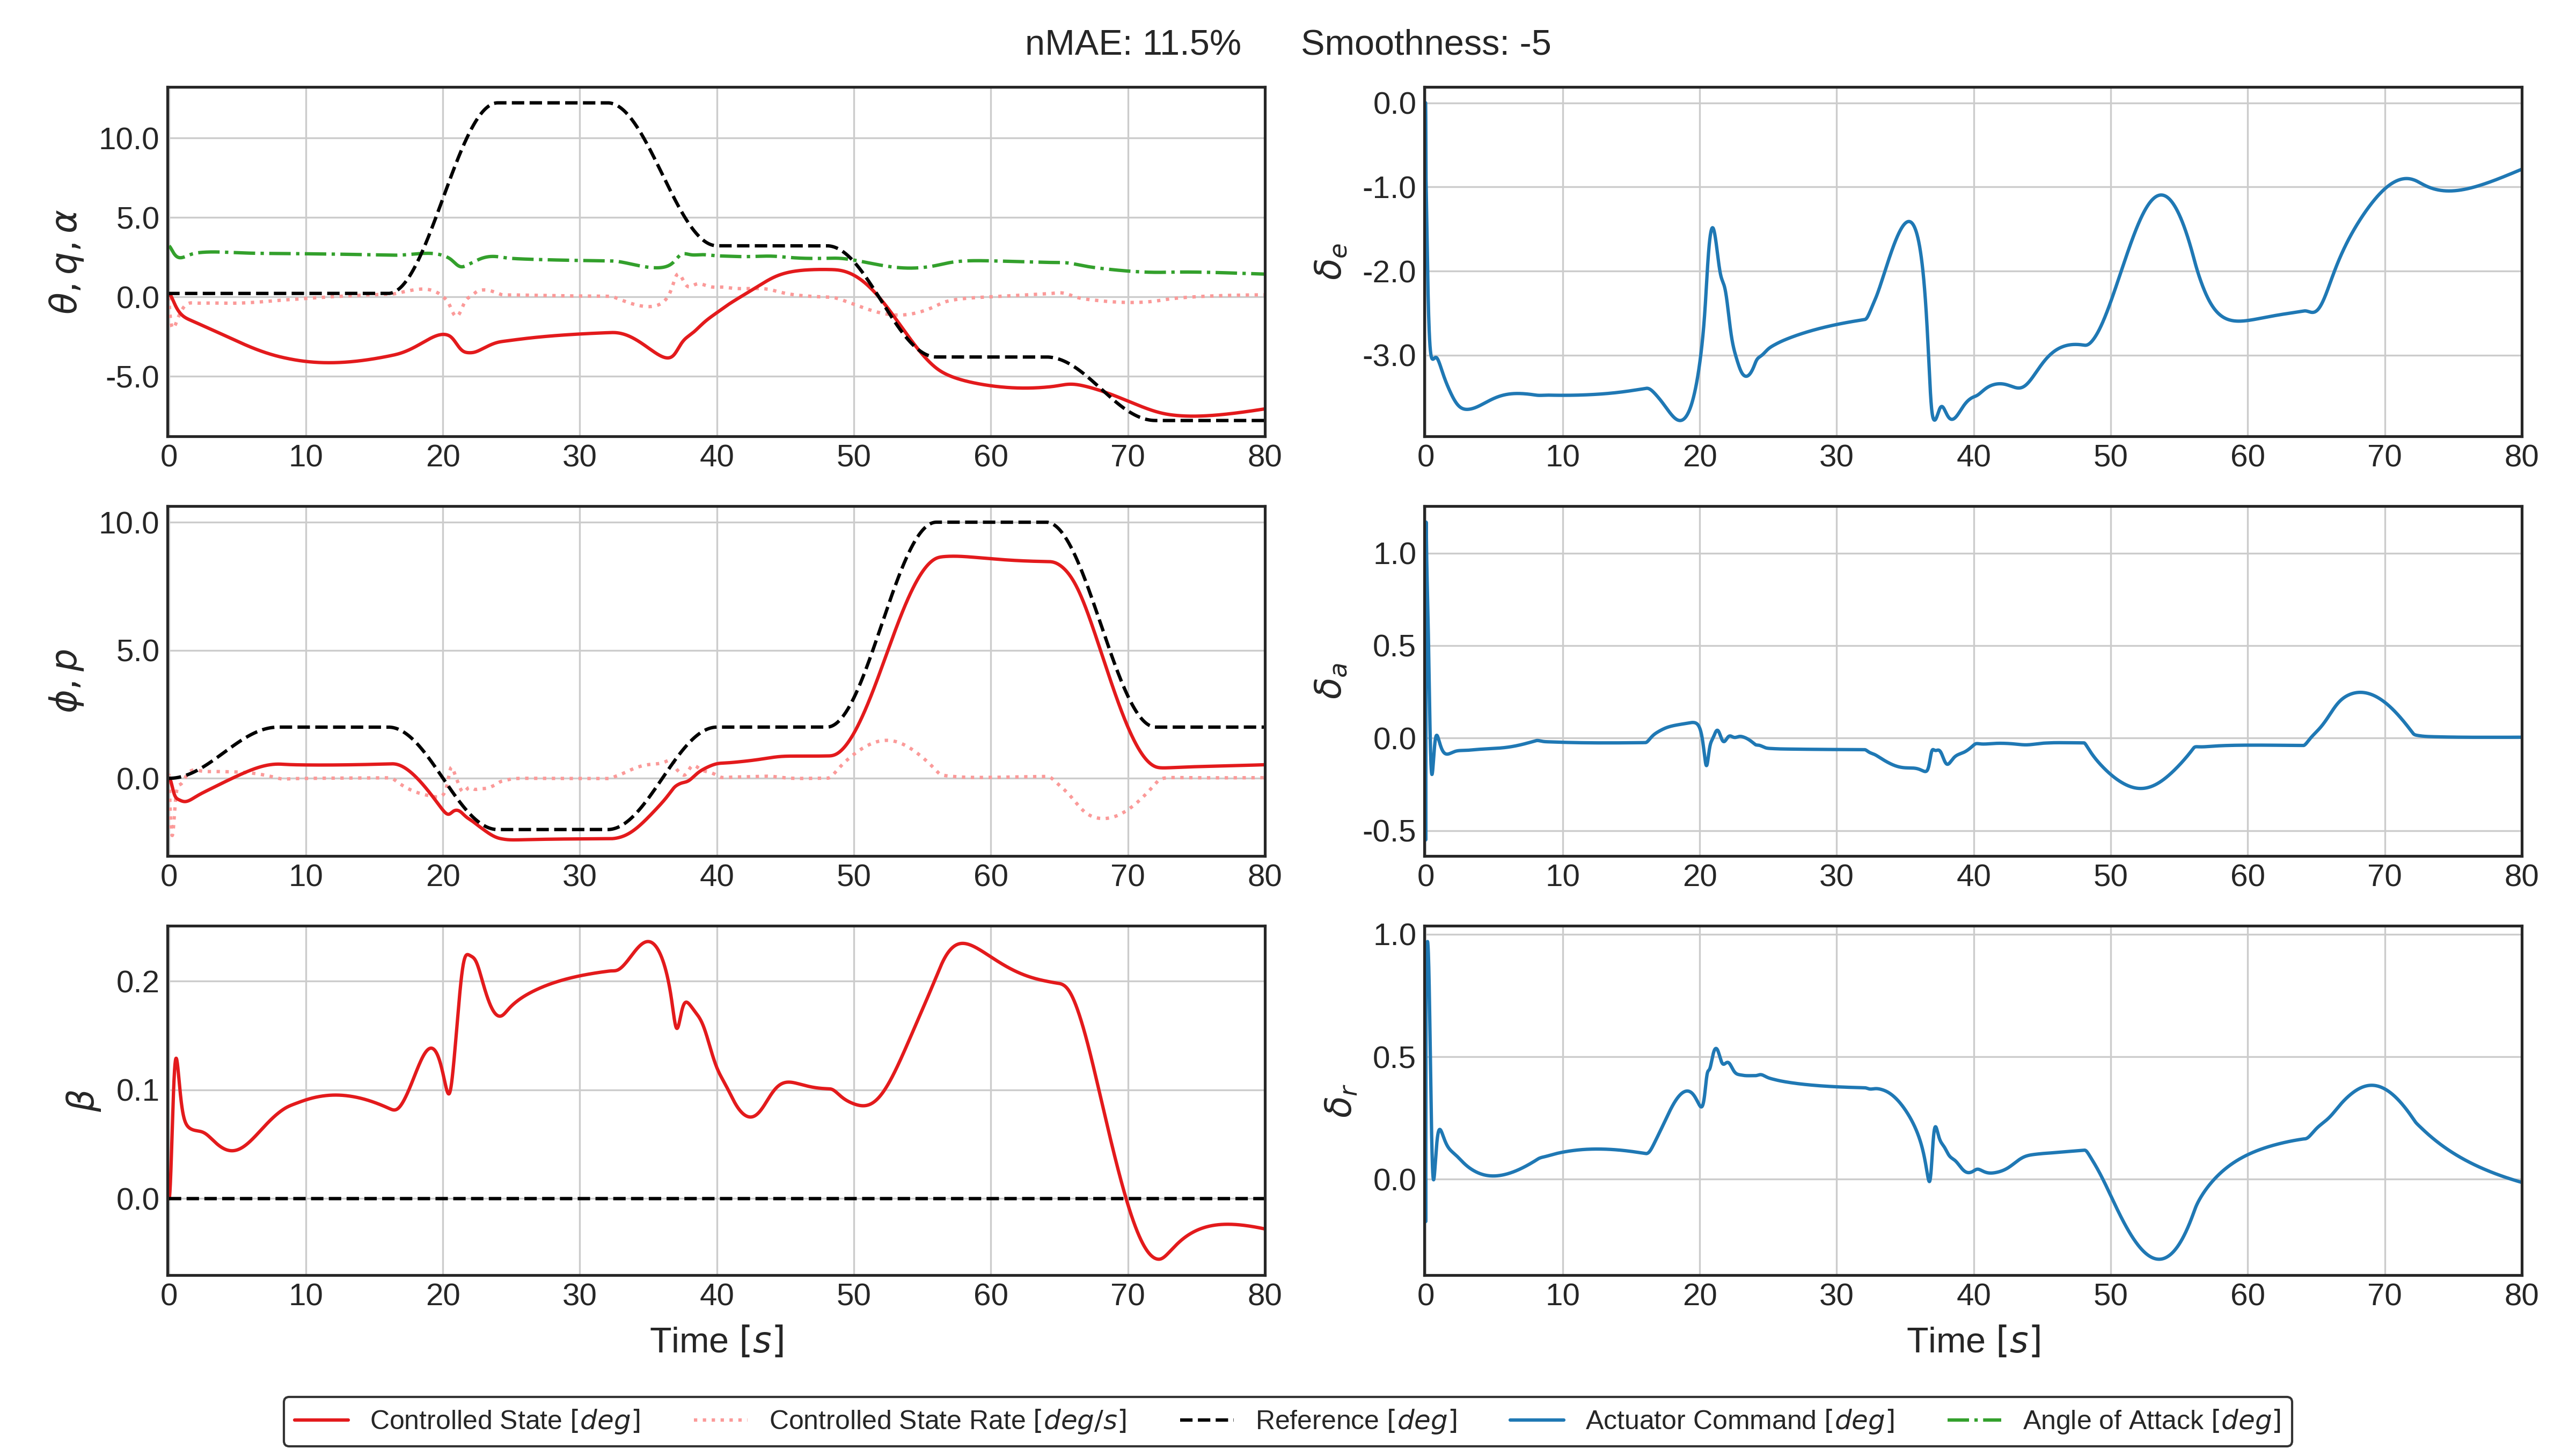 nMAE: 11.5% Smoothness: -5
θ, q, α
10.0
5.0
0.0
-5.0
0 10 20 30 40 50 60 70 80
δe
0.0
-1.0
-2.0
-3.0
0 10 20 30 40 50 60 70 80
ϕ, p
10.0
5.0
0.0
0 10 20 30 40 50 60 70 80
δa
1.0
0.5
0.0
-0.5
0 10 20 30 40 50 60 70 80
β
0.2
0.1
0.0
0 10 20 30 40 50 60 70 80
Time [s]
δr
1.0
0.5
0.0
0 10 20 30 40 50 60 70 80
Time [s]
Controlled State [deg] Controlled State Rate [deg/s] Reference [deg] Actuator Command [deg] Angle of Attack [deg]